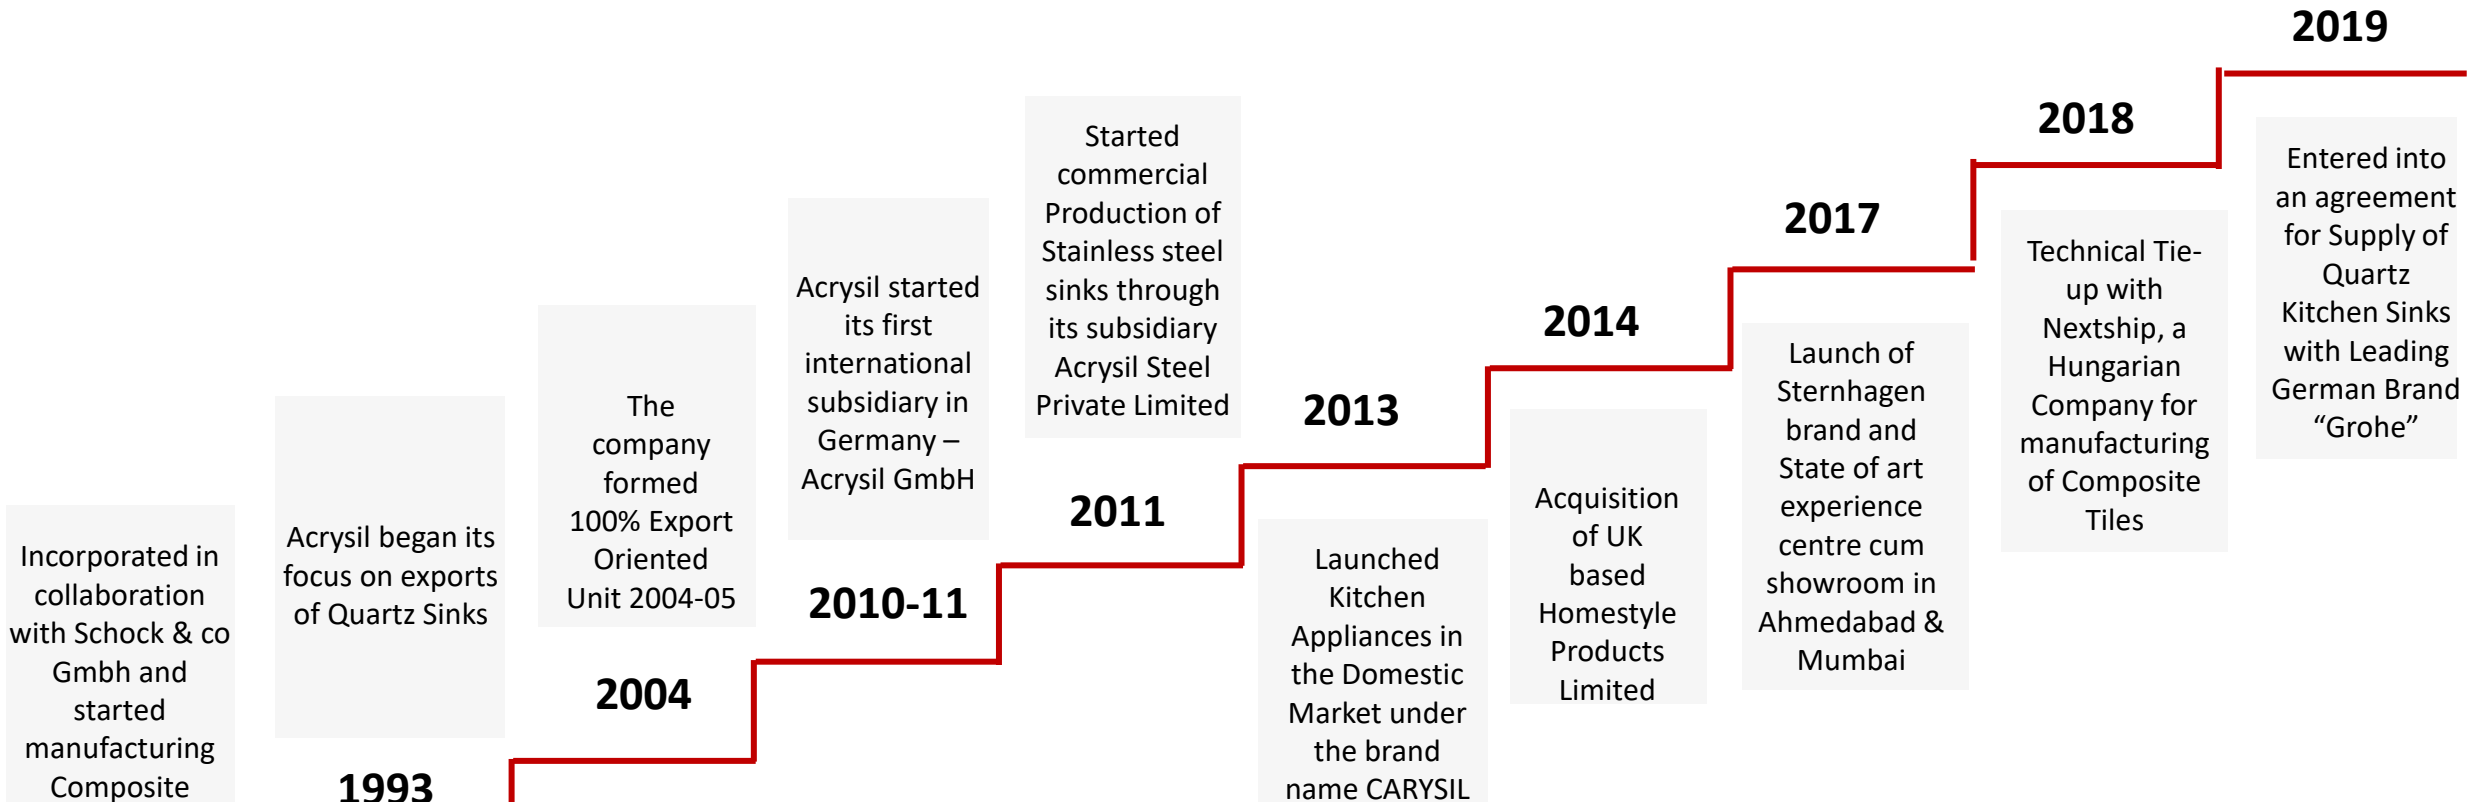 Incorporated in
collaboration
with Schock & co
Gmbh and
started
manufacturing
Composite
Acrysil began its
focus on exports
of Quartz Sinks
1993
The
company
formed
100% Export
Oriented
Unit 2004-05
2004
Acrysil started
its first
international
subsidiary in
Germany –
Acrysil GmbH
2010-11
Started
commercial
Production of
Stainless steel
sinks through
its subsidiary
Acrysil Steel
Private Limited
2011
2013
Launched
Kitchen
Appliances in
the Domestic
Market under
the brand
name CARYSIL
2014
Acquisition
of UK
based
Homestyle
Products
Limited
2017
Launch of
Sternhagen
brand and
State of art
experience
centre cum
showroom in
Ahmedabad &
Mumbai
2018
Technical Tie-
up with
Nextship, a
Hungarian
Company for
manufacturing
of Composite
Tiles
2019
Entered into
an agreement
for Supply of
Quartz
Kitchen Sinks
with Leading
German Brand
“Grohe”